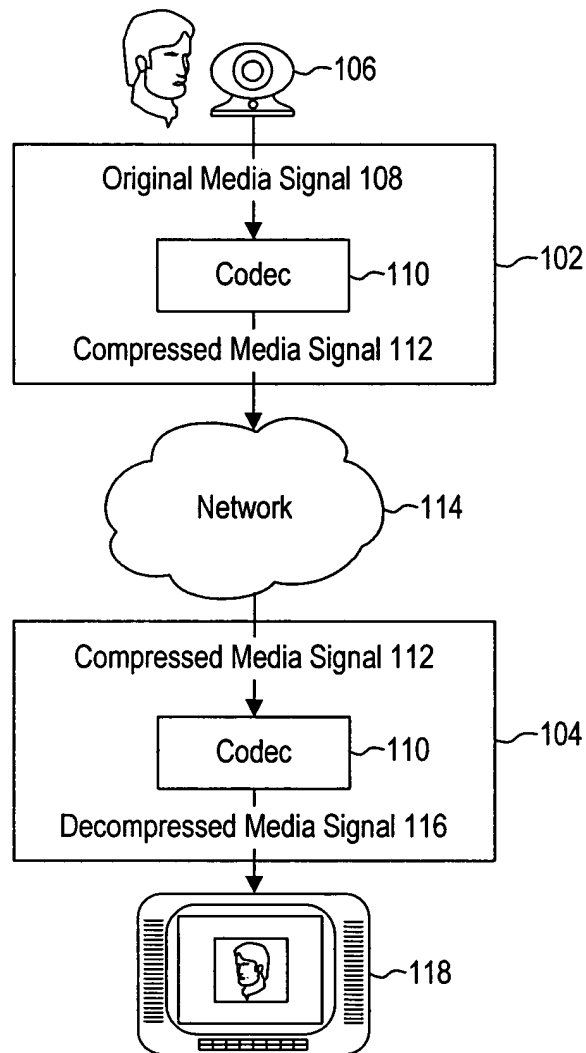 106
Original Media Signal 108
102
Codec
110
Compressed Media Signal 112
Network
114
Compressed Media Signal 112
104
Codec
110
Decompressed Media Signal 116
118